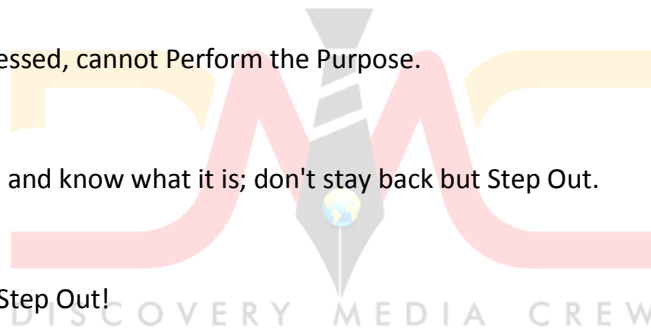 essed, cannot Perform the Purpose.
and know what it is; don't stay back but Step Out.
Step Out!
DISCOVERY MEDIA CREW